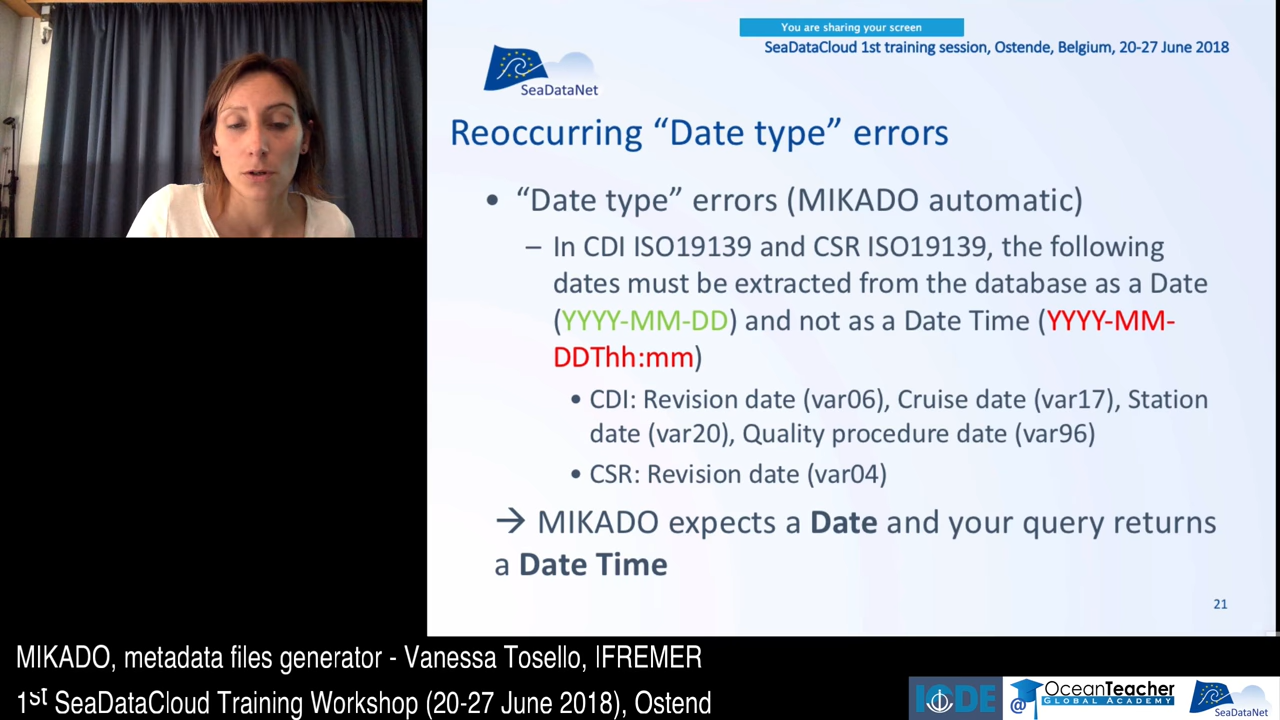 You are sharing your screen
SeaDataCloud 1st training session, Ostende, Belgium, 20-27 June 2018
SeaDataNet
Reoccurring “Date type” errors
• “Date type” errors (MIKADO automatic)
– In CDI ISO19139 and CSR ISO19139, the following
dates must be extracted from the database as a Date
(YYYY-MM-DD) and not as a Date Time (YYYY-MM-
DDThh:mm)
• CDI: Revision date (var06), Cruise date (var17), Station
date (var20), Quality procedure date (var96)
• CSR: Revision date (var04)
→ MIKADO expects a Date and your query returns
a Date Time
21
MIKADO, metadata files generator - Vanessa Tosello, IFREMER
1st SeaDataCloud Training Workshop (20-27 June 2018), Ostend
IODE
@ OceanTeacher
GLOBAL ACADEMY
SeaDataNet